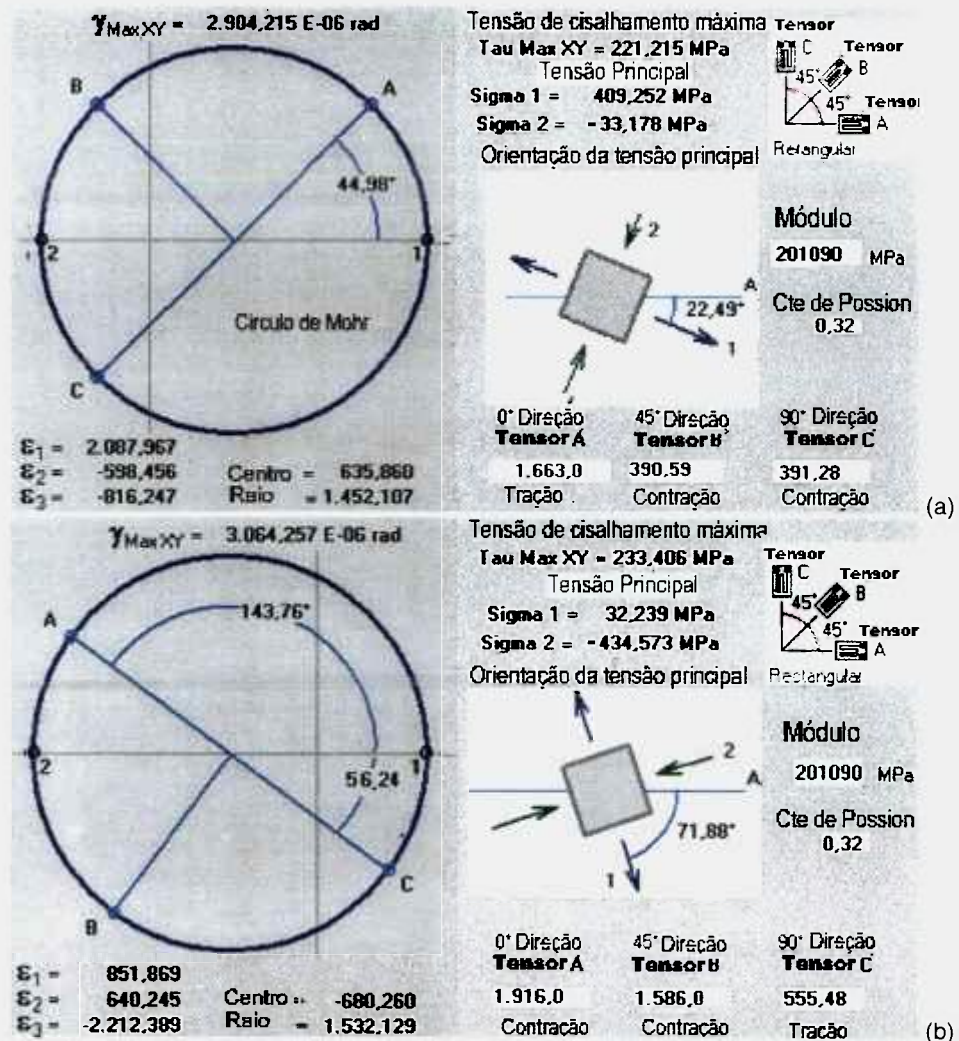 γMaxXY = 2.904,215 E-06 rad
B
A
44,98°
2
1
Circulo de Mohr
C
ε1 = 2.087,967
ε2 = -598,456
ε3 = -816,247
Centro = 635,860
Raio = 1.452,107
Tensão de cisalhamento máxima
Tau Max XY = 221,215 MPa
Tensão Principal
Sigma 1 = 409,252 MPa
Sigma 2 = -33,178 MPa
Orientação da tensão principal
Tensor
C
Tensor
B
45°
45°
Tensor
A
Retangular
2
A
22,49°
1
Módulo
201090 MPa
Cte de Possion
0,32
0° Direção
Tensor A
1.663,0
Tração .
45° Direção
Tensor B
390.59
Contração
90° Direção
Tensor C
391,28
Contração
(a)
γMaxXY = 3.064,257 E-06 rad
A
143,76°
2
1
56,24
C
B
ε1 = 851,869
ε2 = 640,245
ε3 = -2.212,389
Centro = -680,260
Raio = 1.532,129
Tensão de cisalhamento máxima
Tau Max XY = 233,406 MPa
Tensão Principal
Sigma 1 = 32,239 MPa
Sigma 2 = -434,573 MPa
Orientação da tensão principal
Tensor
C
Tensor
B
45°
45°
Tensor
A
Rectangular
2
A
71,88°
1
Módulo
201090 MPa
Cte de Possion
0,32
0° Direção
Tensor A
1.916,0
Contração
45° Direção
Tensor B
1.586,0
Contração
90° Direção
Tensor C
555,48
Tração
(b)